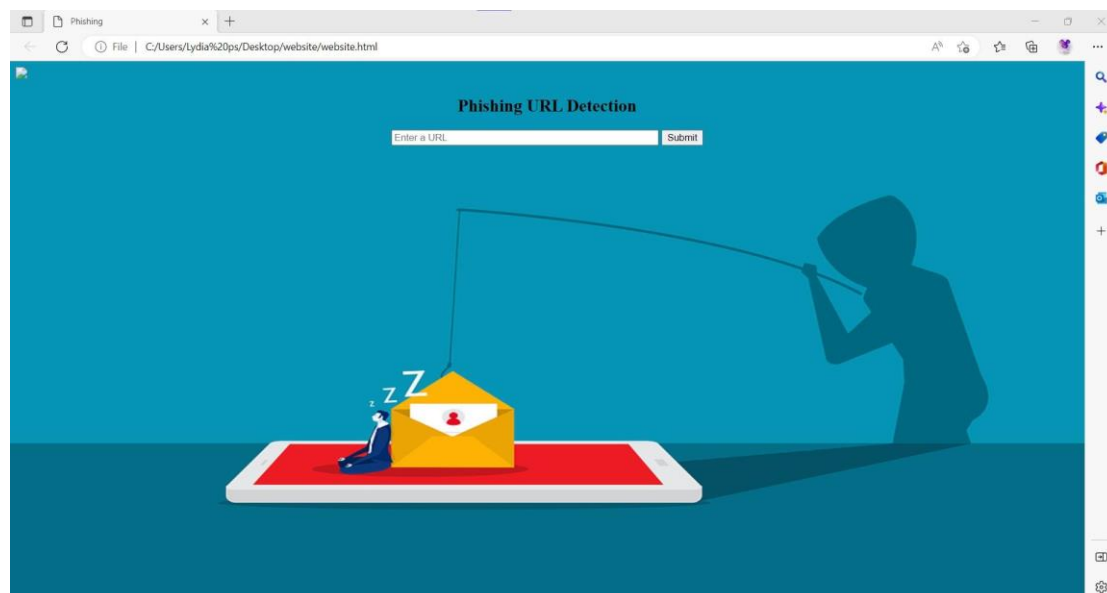 Phishing
File | C:/Users/Lydia%20ps/Desktop/website/website.html
Phishing URL Detection
Enter a URL Submit
z Z Z